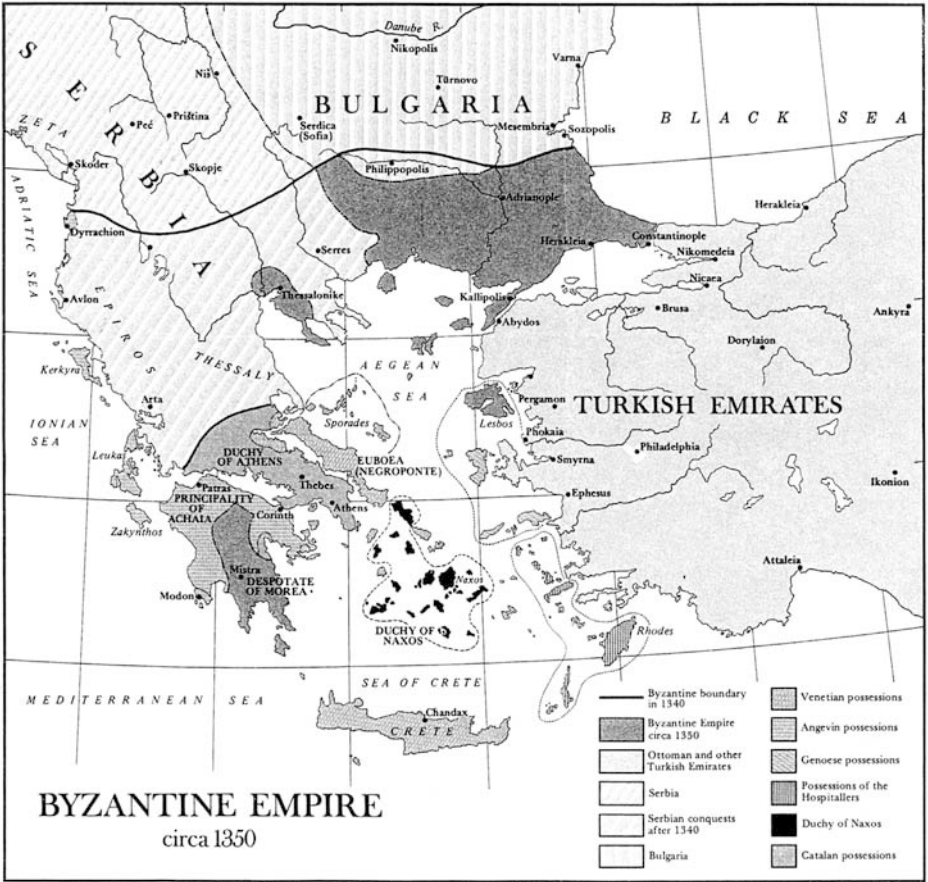 Danube R.
Nikopolis
Varna
SERBIA
Niš
Tŭrnovo
BULGARIA
BLACK SEA
ZETA
Peć
Priština
Serdica
(Sofia)
Mesembria
Sozopolis
Skoder
Skopje
Philippopolis
Adrianople
ADRIATIC SEA
Dyrrachion
Serres
Herakleia
Constantinople
Herakleia
Nikomedeia
Nicaea
Thessalonike
Kallipolis
Abydos
Brusa
Ankyra
Avlon
EPIROS
Dorylaion
Kerkyra
THESSALY
AEGEAN
SEA
Arta
Sporades
Lesbos
Pergamon
TURKISH EMIRATES
IONIAN
SEA
Phokaia
Philadelphia
Leukas
DUCHY
OF ATHENS
EUBOEA
(NEGROPONTE)
Smyrna
Thebes
Ikonion
Patras
PRINCIPALITY
OF
ACHAIA
Corinth
Athens
Ephesus
Zakynthos
Mistra
DESPOTATE
OF MOREA
Naxos
Attaleia
Modon
DUCHY OF
NAXOS
Rhodes
MEDITERRANEAN SEA
SEA OF CRETE
Chandax
CRETE
Byzantine boundary
in 1340
Byzantine Empire
circa 1350
Ottoman and other
Turkish Emirates
Serbia
Serbian conquests
after 1340
Bulgaria
Venetian possessions
Angevin possessions
Genoese possessions
Possessions of the
Hospitallers
Duchy of Naxos
Catalan possessions
BYZANTINE EMPIRE
circa 1350